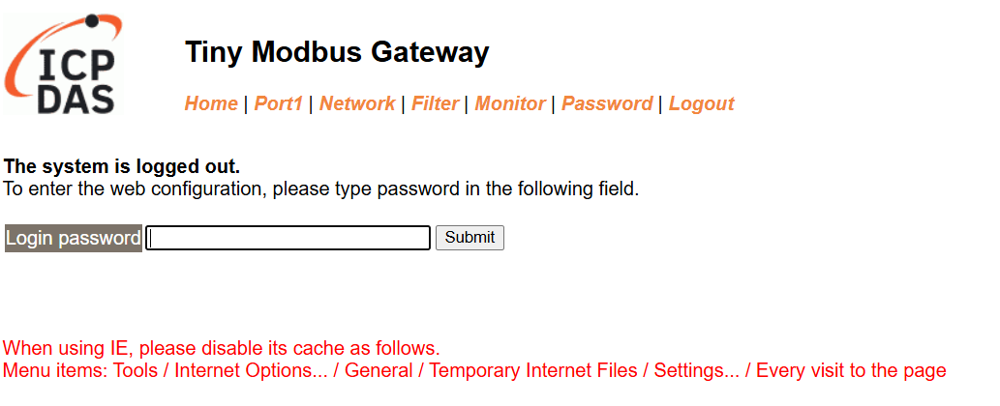 ICP
DAS
Tiny Modbus Gateway
Home | Port1 | Network | Filter | Monitor | Password | Logout
The system is logged out.
To enter the web configuration, please type password in the following field.
Login password Submit
When using IE, please disable its cache as follows.
Menu items: Tools / Internet Options... / General / Temporary Internet Files / Settings... / Every visit to the page